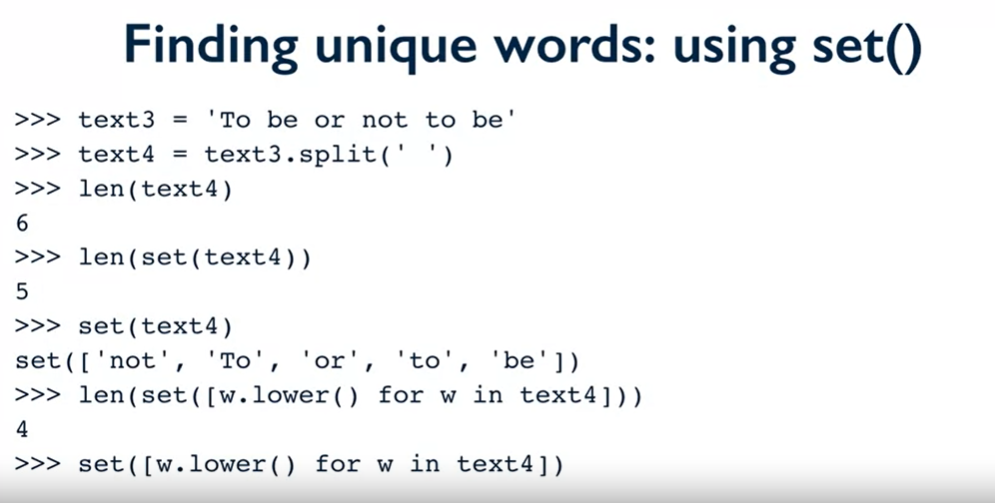 Finding unique words: using set()
>>> text3 = 'To be or not to be'
>>> text4 = text3.split(' ')
>>> len(text4)
6
>>> len(set(text4))
5
>>> set(text4)
set(['not', 'To', 'or', 'to', 'be'])
>>> len(set([w.lower() for w in text4]))
4
>>> set([w.lower() for w in text4])